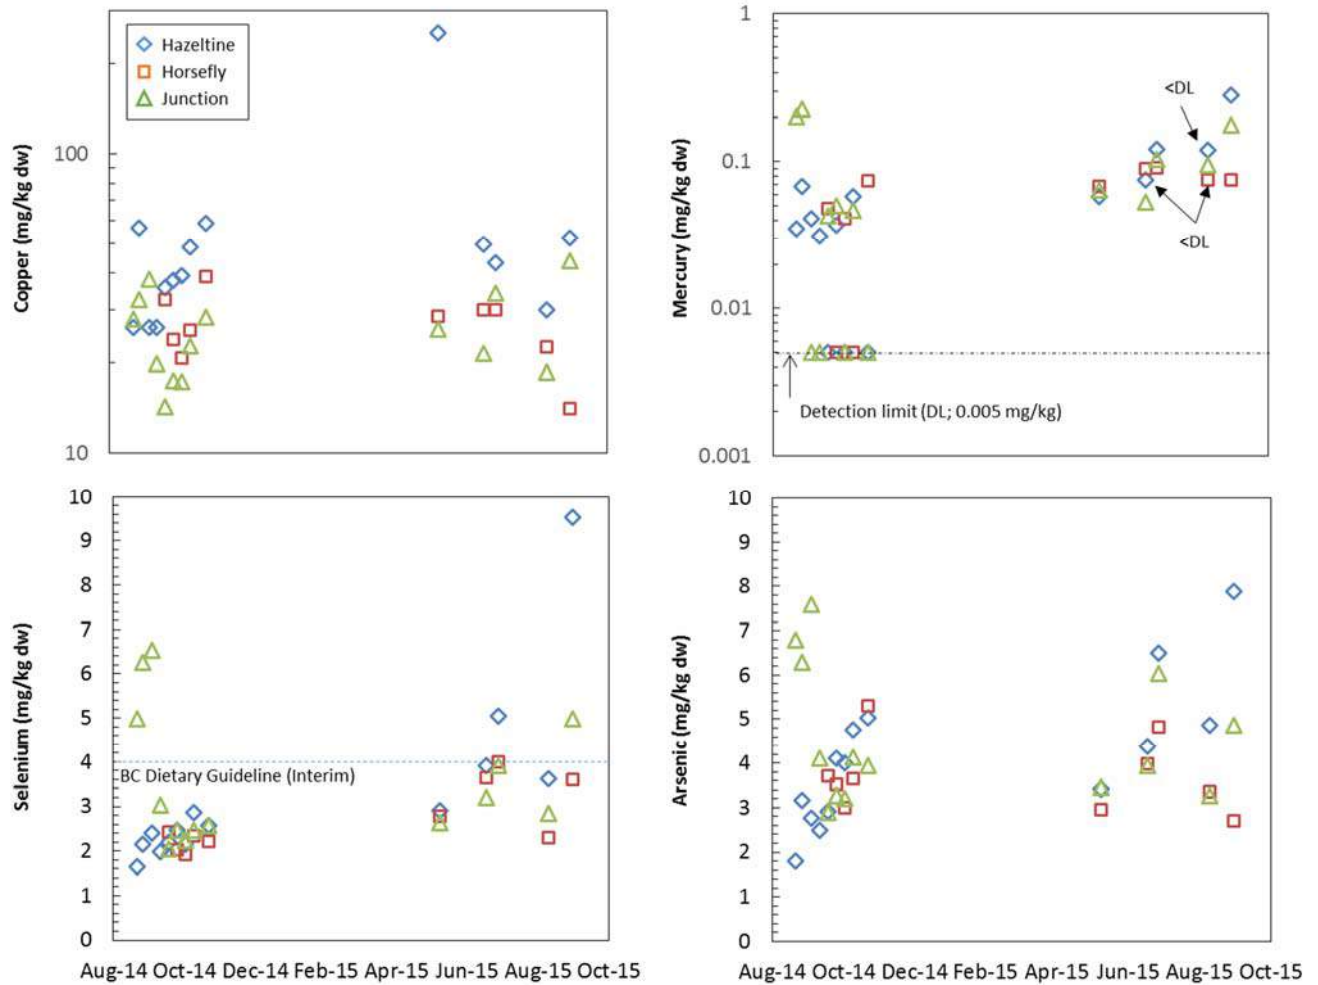 Hazeltine
Horsefly
Junction
Copper (mg/kg dw)
100
10
Mercury (mg/kg dw)
1
0.1
0.01
0.001
<DL
<DL
Detection limit (DL; 0.005 mg/kg)
Selenium (mg/kg dw)
10
9
8
7
6
5
4
3
2
1
0
BC Dietary Guideline (Interim)
Aug-14 Oct-14 Dec-14 Feb-15 Apr-15 Jun-15 Aug-15 Oct-15
Arsenic (mg/kg dw)
10
9
8
7
6
5
4
3
2
1
0
Aug-14 Oct-14 Dec-14 Feb-15 Apr-15 Jun-15 Aug-15 Oct-15